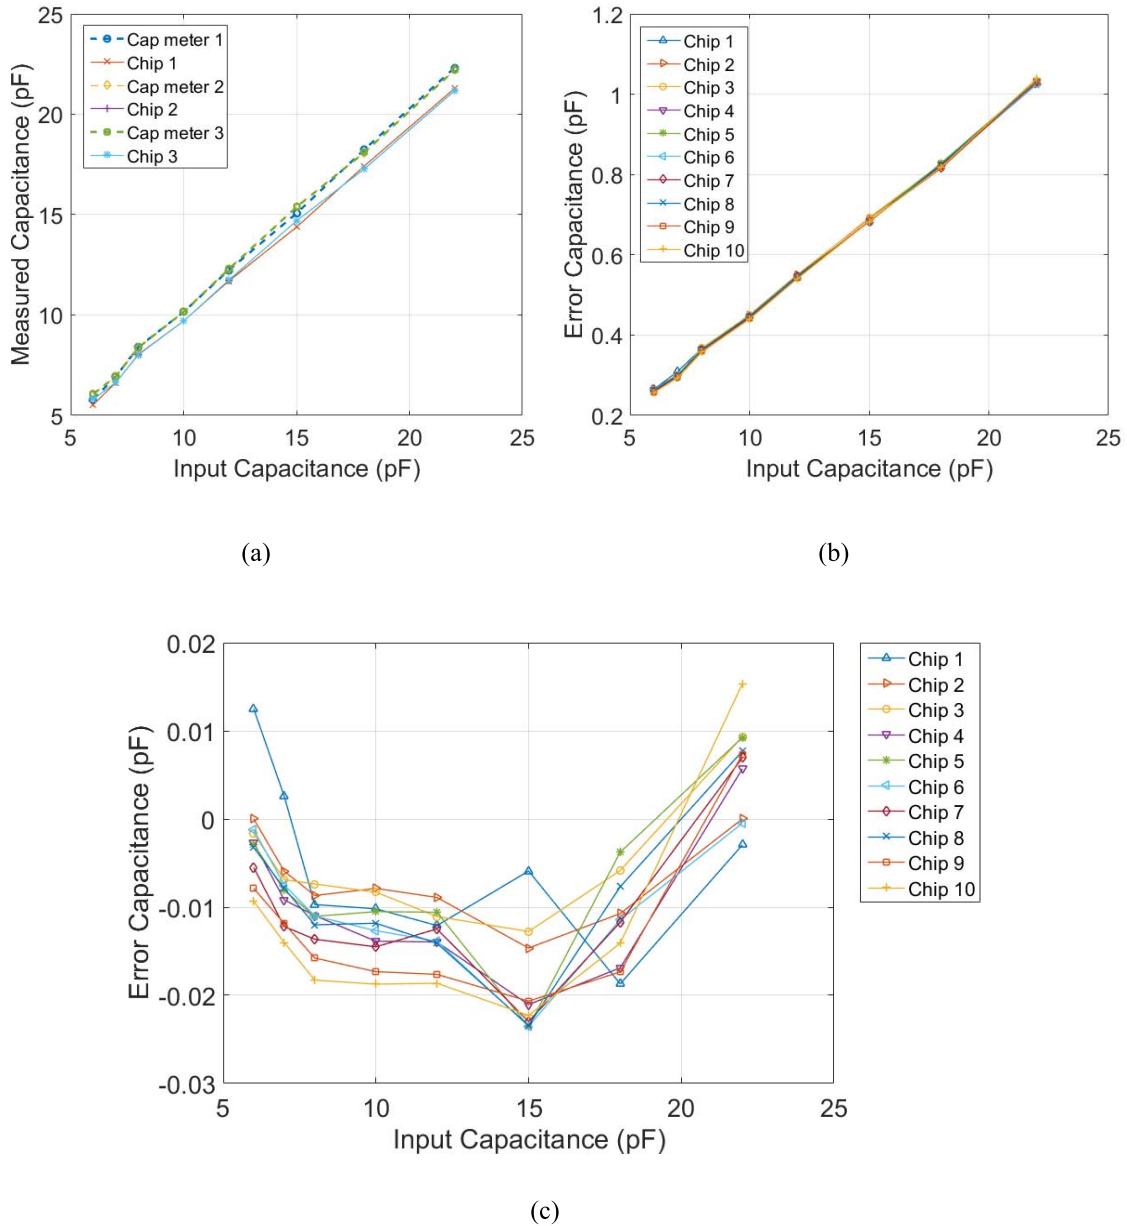 25
20
15
10
5
5
10
15
20
25
Measured Capacitance (pF)
Input Capacitance (pF)
Cap meter 1
Chip 1
Cap meter 2
Chip 2
Cap meter 3
Chip 3
(a)
1.2
1
0.8
0.6
0.4
0.2
5
10
15
20
25
Error Capacitance (pF)
Input Capacitance (pF)
Chip 1
Chip 2
Chip 3
Chip 4
Chip 5
Chip 6
Chip 7
Chip 8
Chip 9
Chip 10
(b)
0.02
0.01
0
-0.01
-0.02
-0.03
5
10
15
20
25
Error Capacitance (pF)
Input Capacitance (pF)
Chip 1
Chip 2
Chip 3
Chip 4
Chip 5
Chip 6
Chip 7
Chip 8
Chip 9
Chip 10
(c)